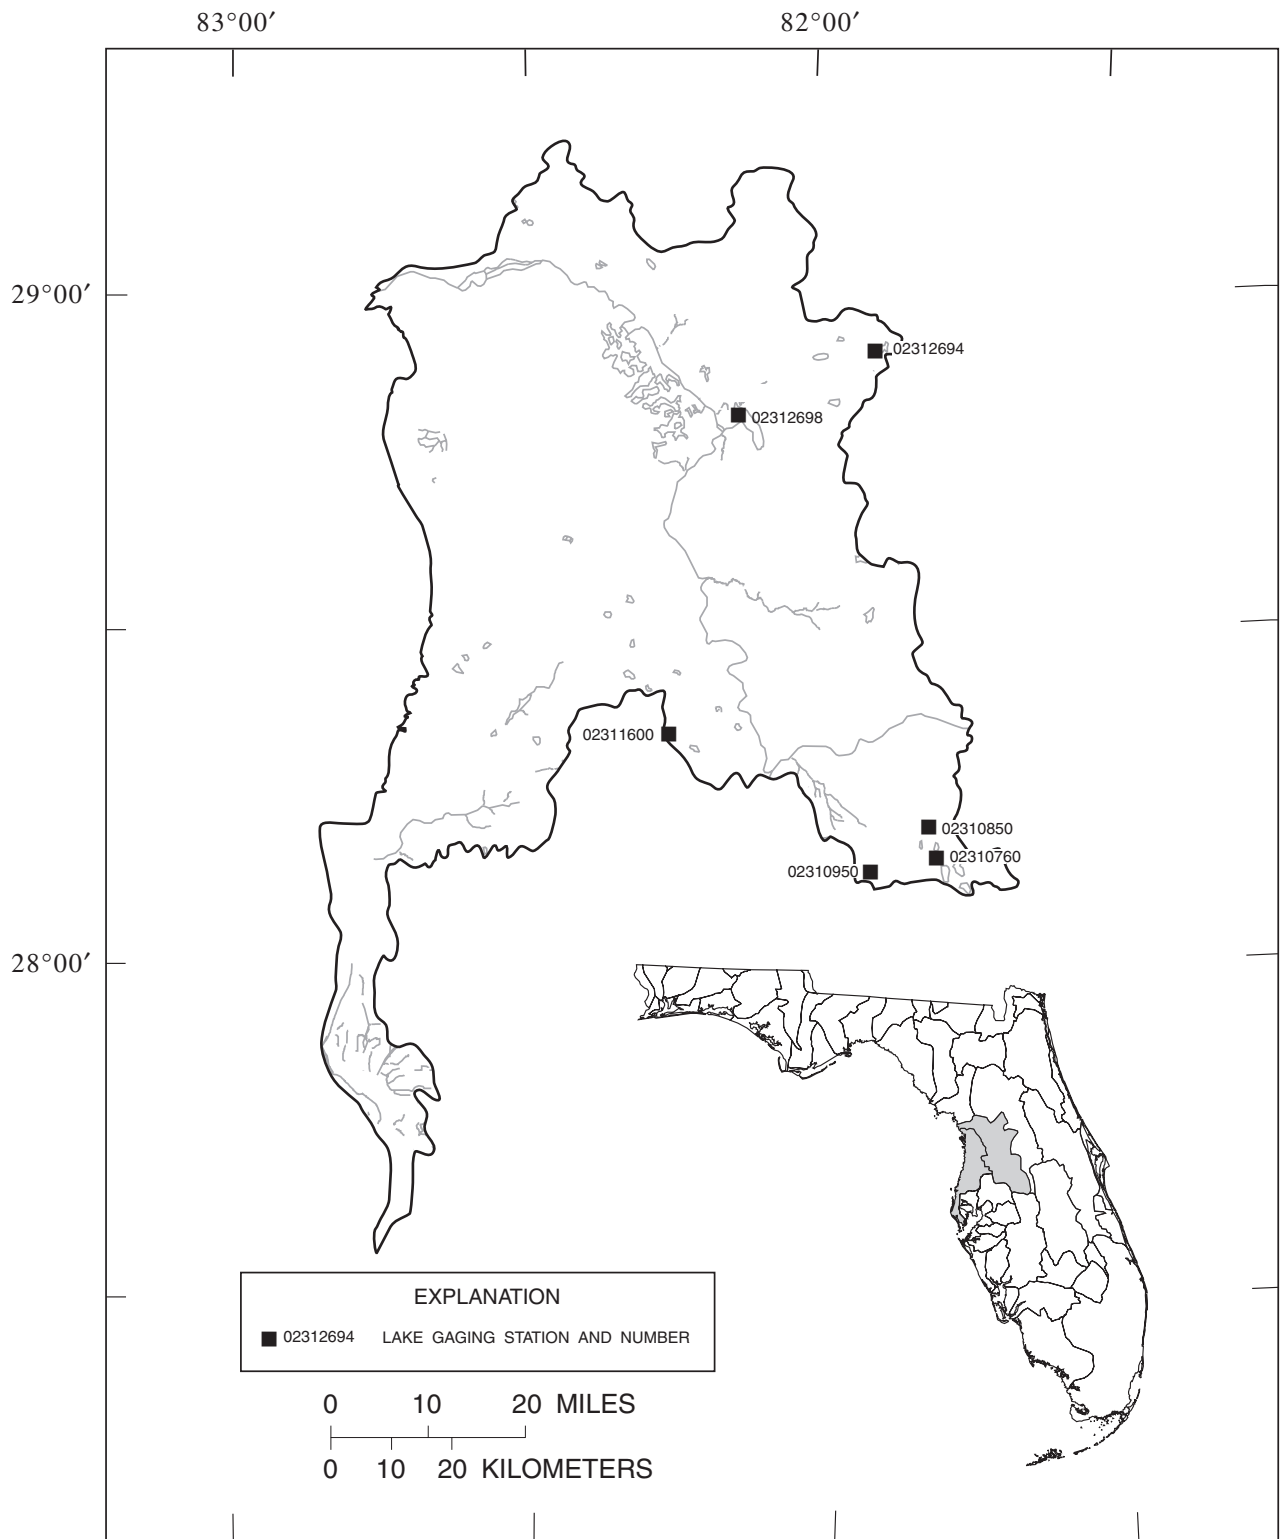 83°00′ 82°00′
29°00′
02312694
02312698
02311600
02310850
02310760
02310950
28°00′
EXPLANATION
02312694 LAKE GAGING STATION AND NUMBER
0 10 20 MILES
0 10 20 KILOMETERS